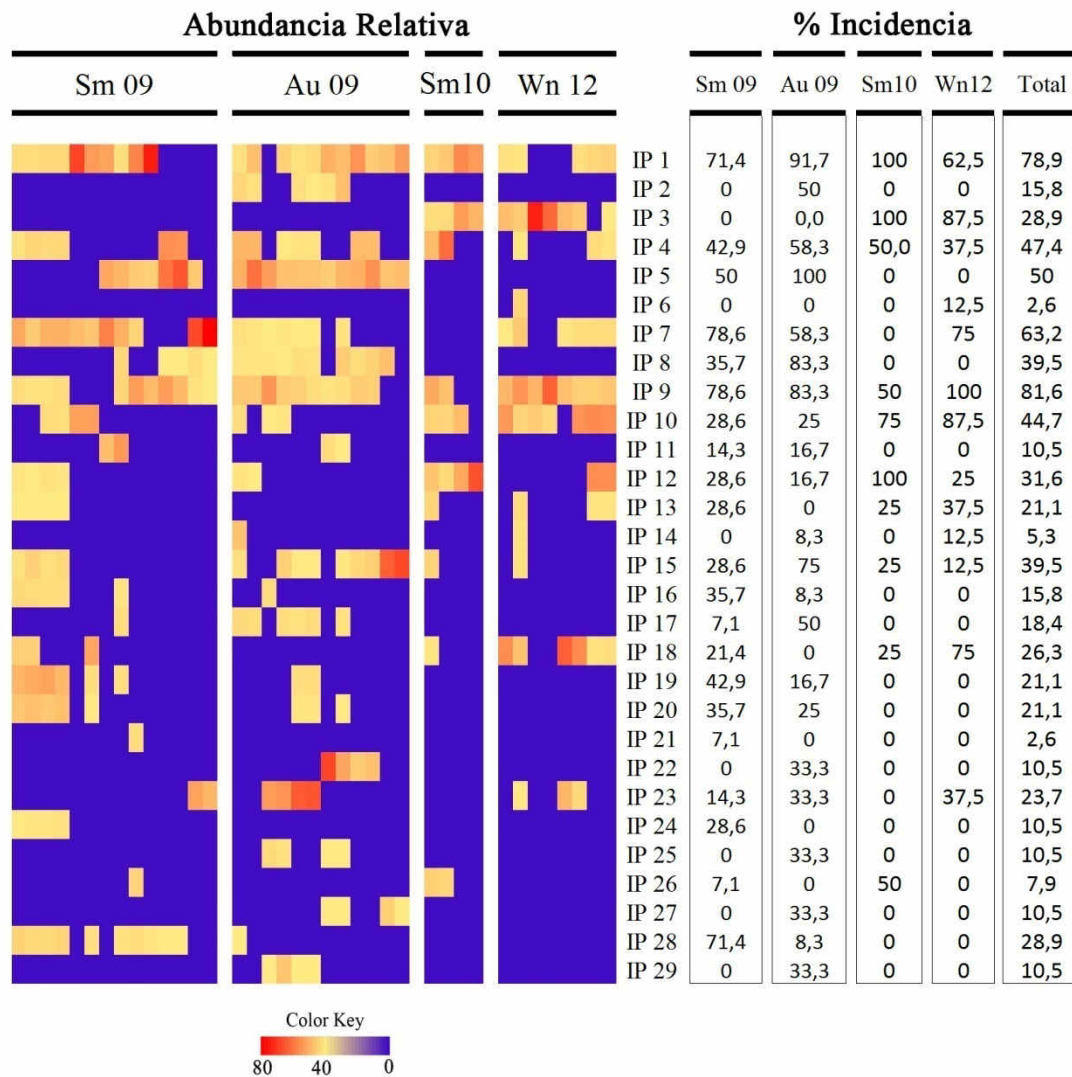 Abundancia Relativa % Incidencia
Sm 09 Au 09 Sm10 Wn 12 Sm 09 Au 09 Sm10 Wn12 Total
IP 1 71,4 91,7 100 62,5 78,9
IP 2 0 50 0 0 15,8
IP 3 0 0,0 100 87,5 28,9
IP 4 42,9 58,3 50,0 37,5 47,4
IP 5 50 100 0 0 50
IP 6 0 0 0 12,5 2,6
IP 7 78,6 58,3 0 75 63,2
IP 8 35,7 83,3 0 0 39,5
IP 9 78,6 83,3 50 100 81,6
IP 10 28,6 25 75 87,5 44,7
IP 11 14,3 16,7 0 0 10,5
IP 12 28,6 16,7 100 25 31,6
IP 13 28,6 0 25 37,5 21,1
IP 14 0 8,3 0 12,5 5,3
IP 15 28,6 75 25 12,5 39,5
IP 16 35,7 8,3 0 0 15,8
IP 17 7,1 50 0 0 18,4
IP 18 21,4 0 25 75 26,3
IP 19 42,9 16,7 0 0 21,1
IP 20 35,7 25 0 0 21,1
IP 21 7,1 0 0 0 2,6
IP 22 0 33,3 0 0 10,5
IP 23 14,3 33,3 0 37,5 23,7
IP 24 28,6 0 0 0 10,5
IP 25 0 33,3 0 0 10,5
IP 26 7,1 0 50 0 7,9
IP 27 0 33,3 0 0 10,5
IP 28 71,4 8,3 0 0 28,9
IP 29 0 33,3 0 0 10,5
Color Key
80 40 0